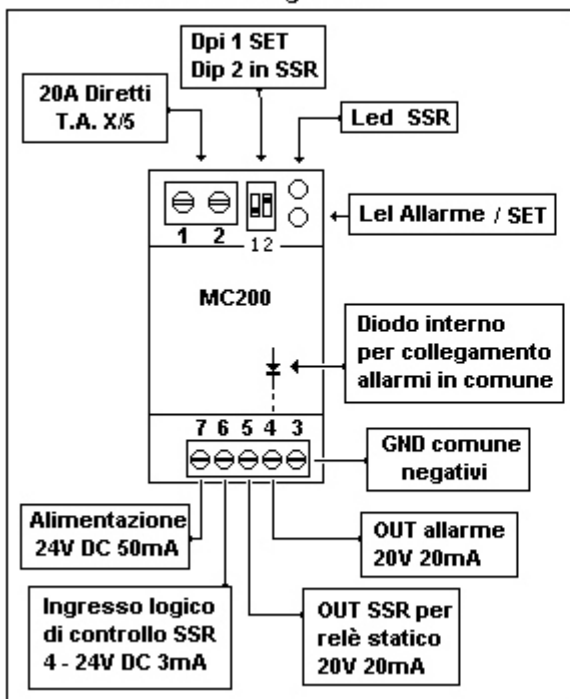 Dpi 1 SET
Dip 2 in SSR
20A Diretti
T.A. X/5
Led SSR
Lel Allarme / SET
1 2
1 2
MC200
Diodo interno
per collegamento
allarmi in comune
7 6 5 4 3
GND comune
negativi
Alimentazione
24V DC 50mA
OUT allarme
20V 20mA
Ingresso logico
di controllo SSR
4 - 24V DC 3mA
OUT SSR per
relè statico
20V 20mA